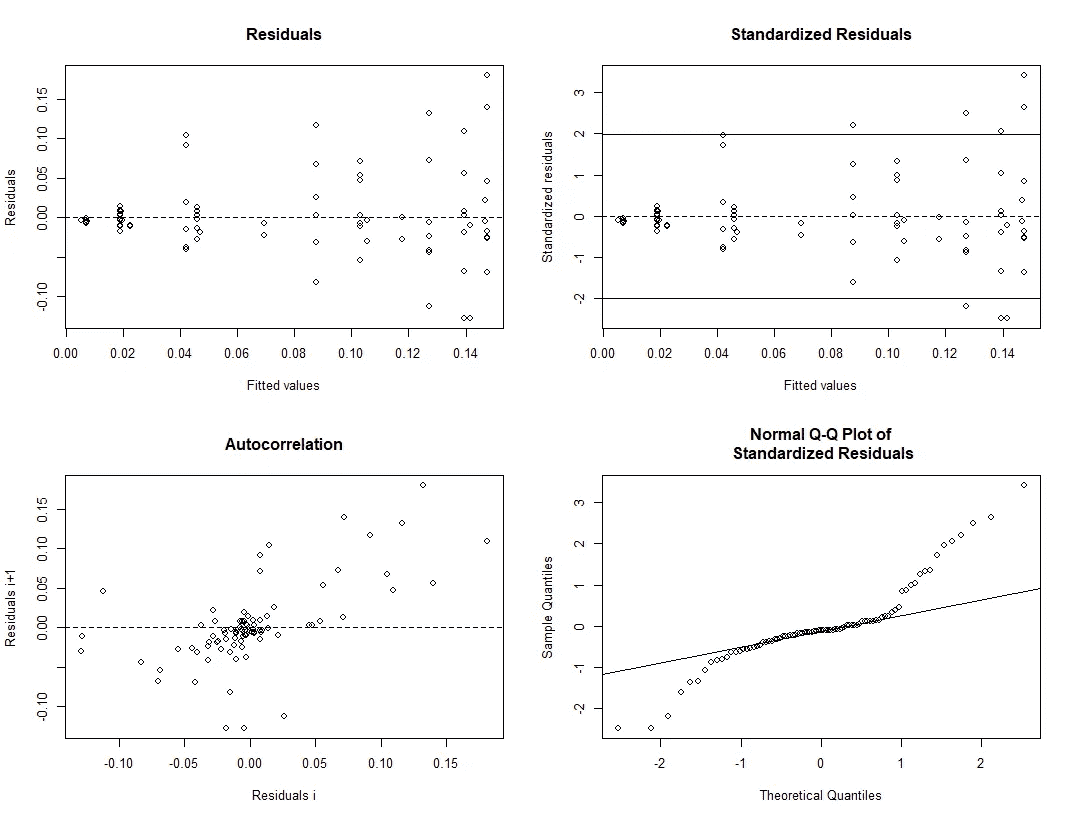 Residuals
Residuals
0.15
0.10
0.05
0.00
-0.10
0.00 0.02 0.04 0.06 0.08 0.10 0.12 0.14
Fitted values
Standardized Residuals
Standardized residuals
3
2
1
0
-1
-2
0.00 0.02 0.04 0.06 0.08 0.10 0.12 0.14
Fitted values
Autocorrelation
Residuals i+1
0.15
0.10
0.05
0.00
-0.10
-0.10 -0.05 0.00 0.05 0.10 0.15
Residuals i
Normal Q-Q Plot of
Standardized Residuals
Sample Quantiles
3
2
1
0
-1
-2
-2 -1 0 1 2
Theoretical Quantiles